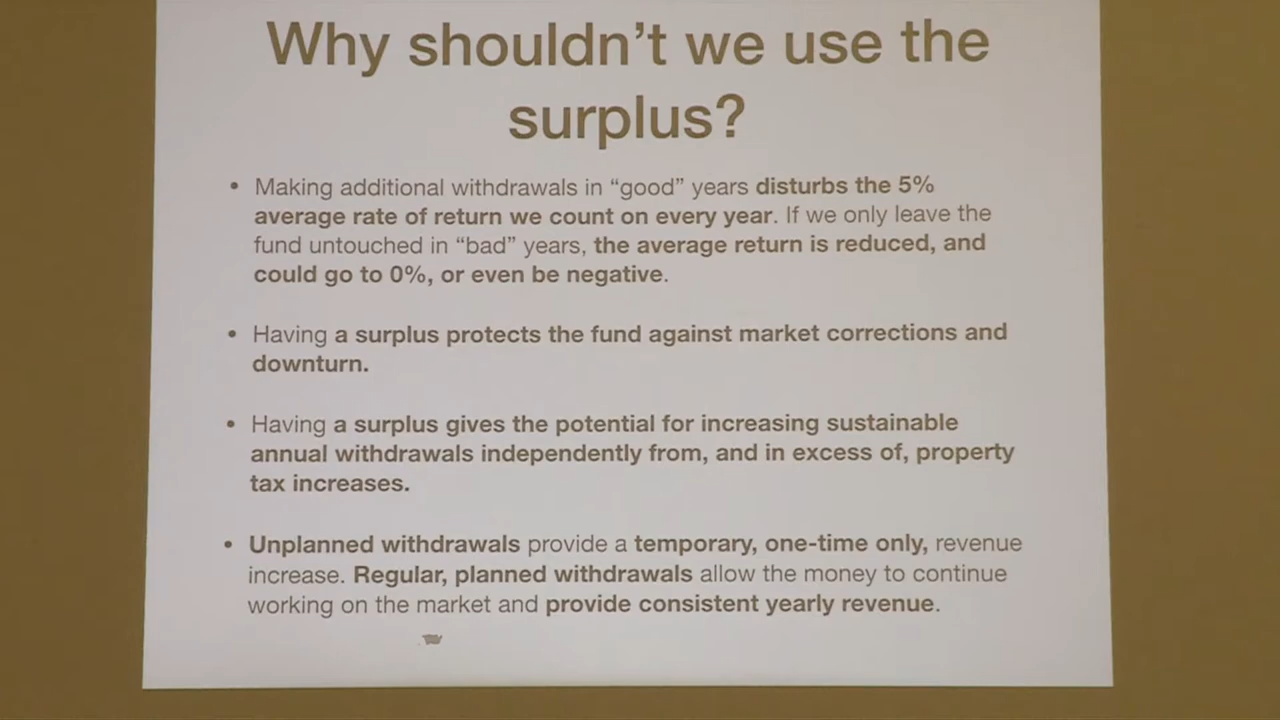 Why shouldn’t we use the
surplus?
• Making additional withdrawals in “good” years disturbs the 5%
average rate of return we count on every year. If we only leave the
fund untouched in “bad” years, the average return is reduced, and
could go to 0%, or even be negative.
• Having a surplus protects the fund against market corrections and
downturn.
• Having a surplus gives the potential for increasing sustainable
annual withdrawals independently from, and in excess of, property
tax increases.
• Unplanned withdrawals provide a temporary, one-time only, revenue
increase. Regular, planned withdrawals allow the money to continue
working on the market and provide consistent yearly revenue.